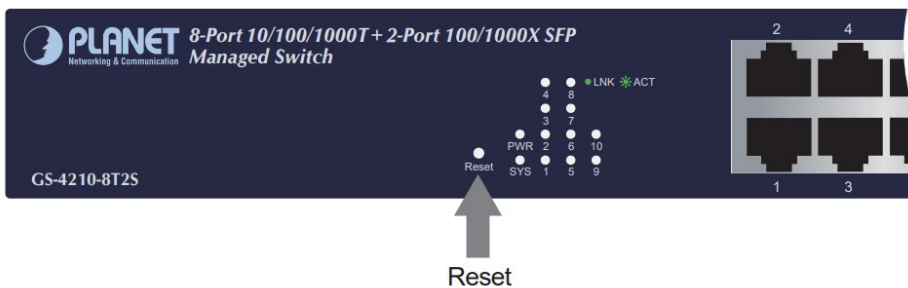 PLANET
Networking & Communication
8-Port 10/100/1000T + 2-Port 100/1000X SFP
Managed Switch
2 4
LNK ACT
4 8
3 7
PWR 2 6 10
Reset SYS 1 5 9
GS-4210-8T2S
1 3
Reset